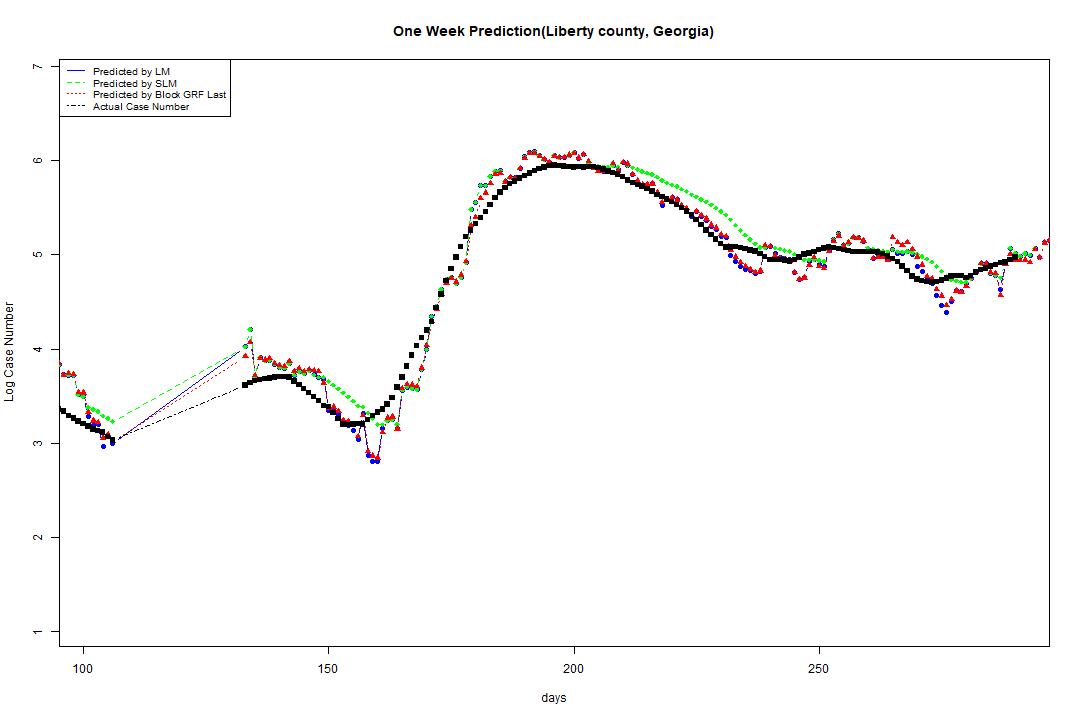 One Week Prediction(Liberty county, Georgia)
Predicted by LM
Predicted by SLM
Predicted by Block GRF Last
Actual Case Number
7
6
5
4
3
2
1
Log Case Number
100 150 200 250
days